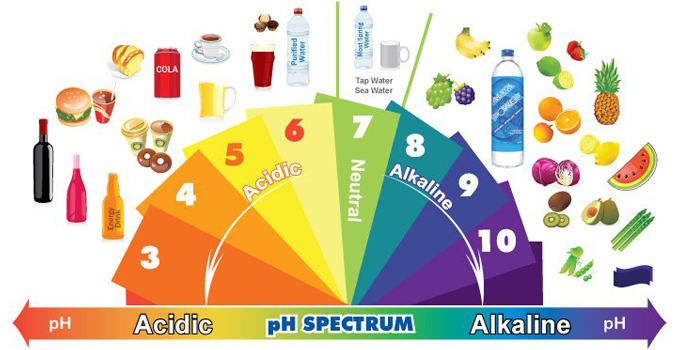 COLA
Purified
Water
Most Spring
Water
Tap Water
Sea Water
Energy
Drink
3
4
5
6
7
8
9
10
Acidic
Neutral
Alkaline
pH
Acidic
pH SPECTRUM
Alkaline
pH